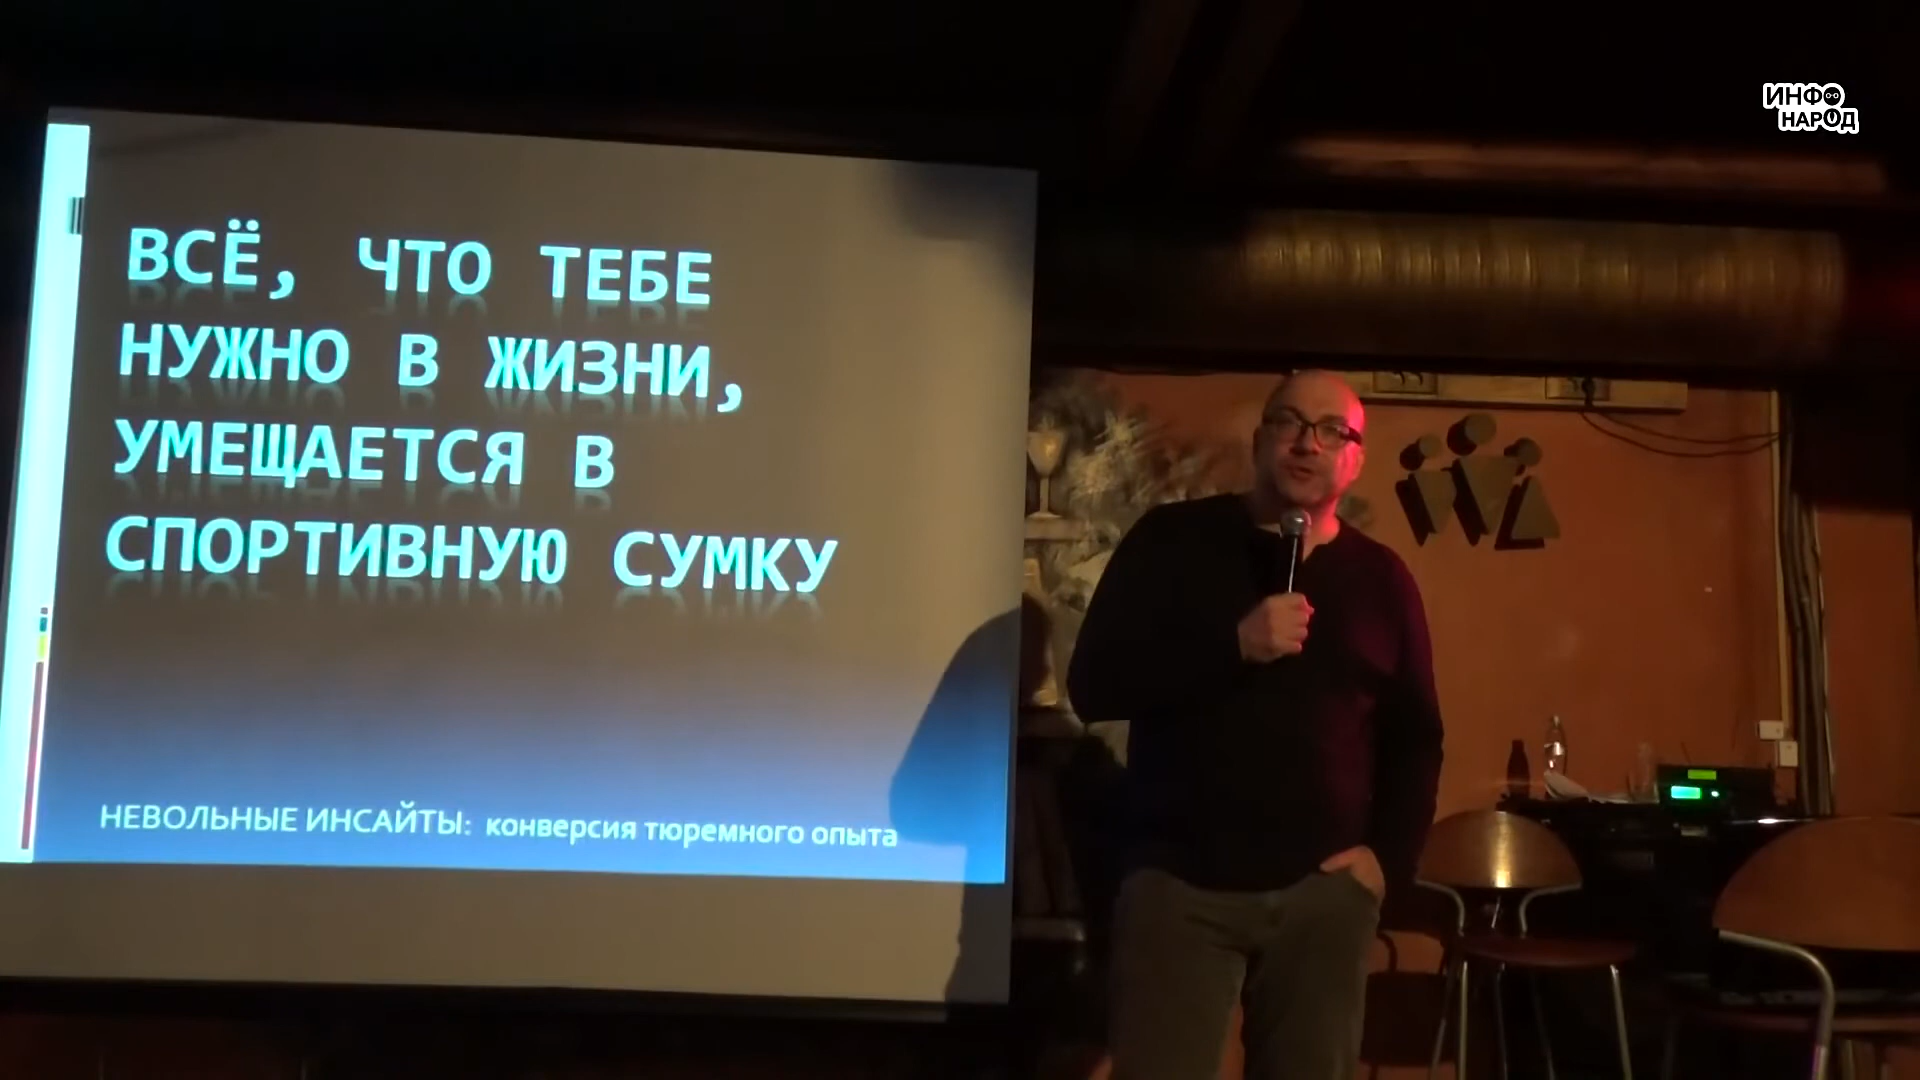 ИНФО
НАРОД
ВСЁ, ЧТО ТЕБЕ
НУЖНО В ЖИЗНИ,
УМЕЩАЕТСЯ В
СПОРТИВНУЮ СУМКУ
НЕВОЛЬНЫЕ ИНСАЙТЫ: конверсия тюремного опыта